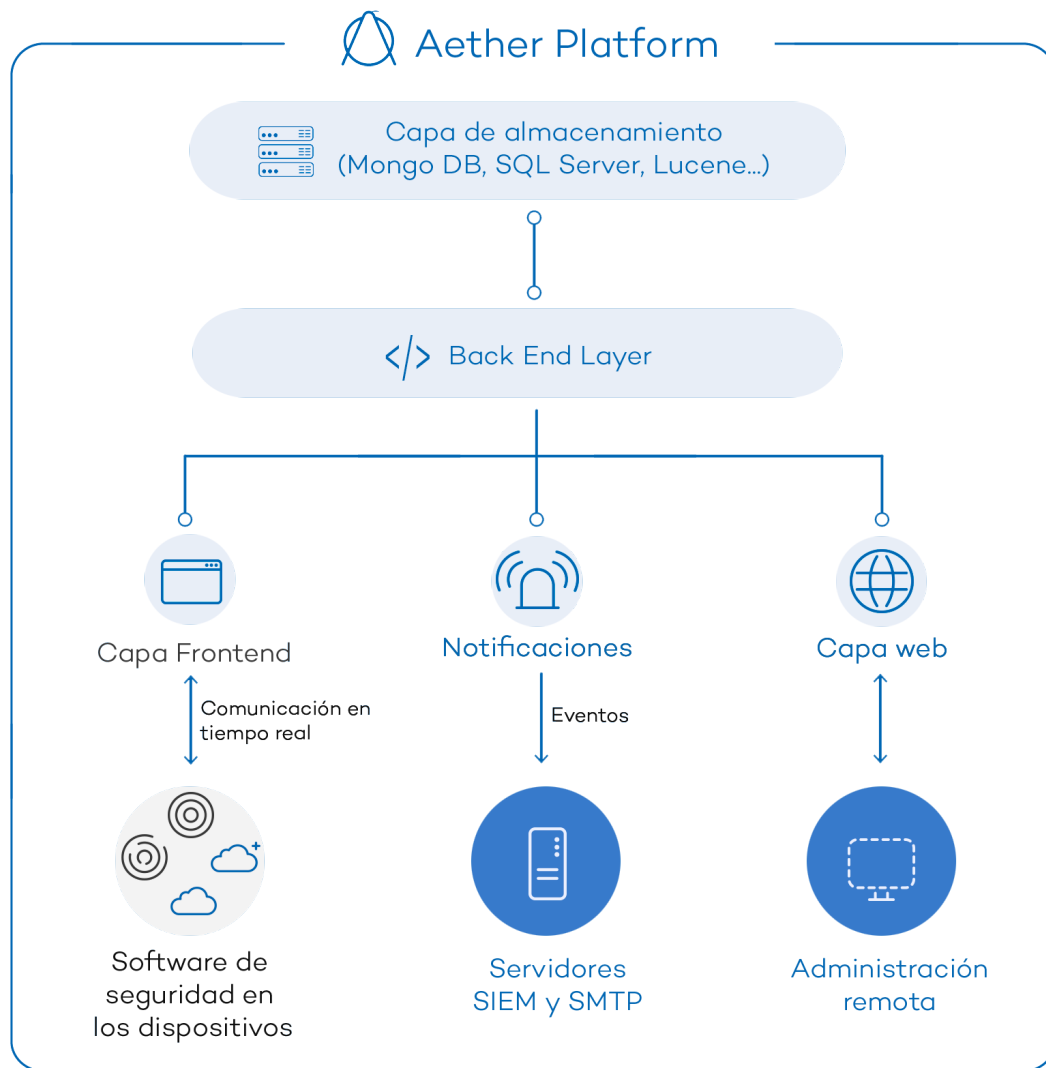 Aether Platform
Capa de almacenamiento
(Mongo DB, SQL Server, Lucene...)
</> Back End Layer
Capa Frontend
Notificaciones
Capa web
Comunicación en
tiempo real
Eventos
Software de
seguridad en
los dispositivos
Servidores
SIEM y SMTP
Administración
remota